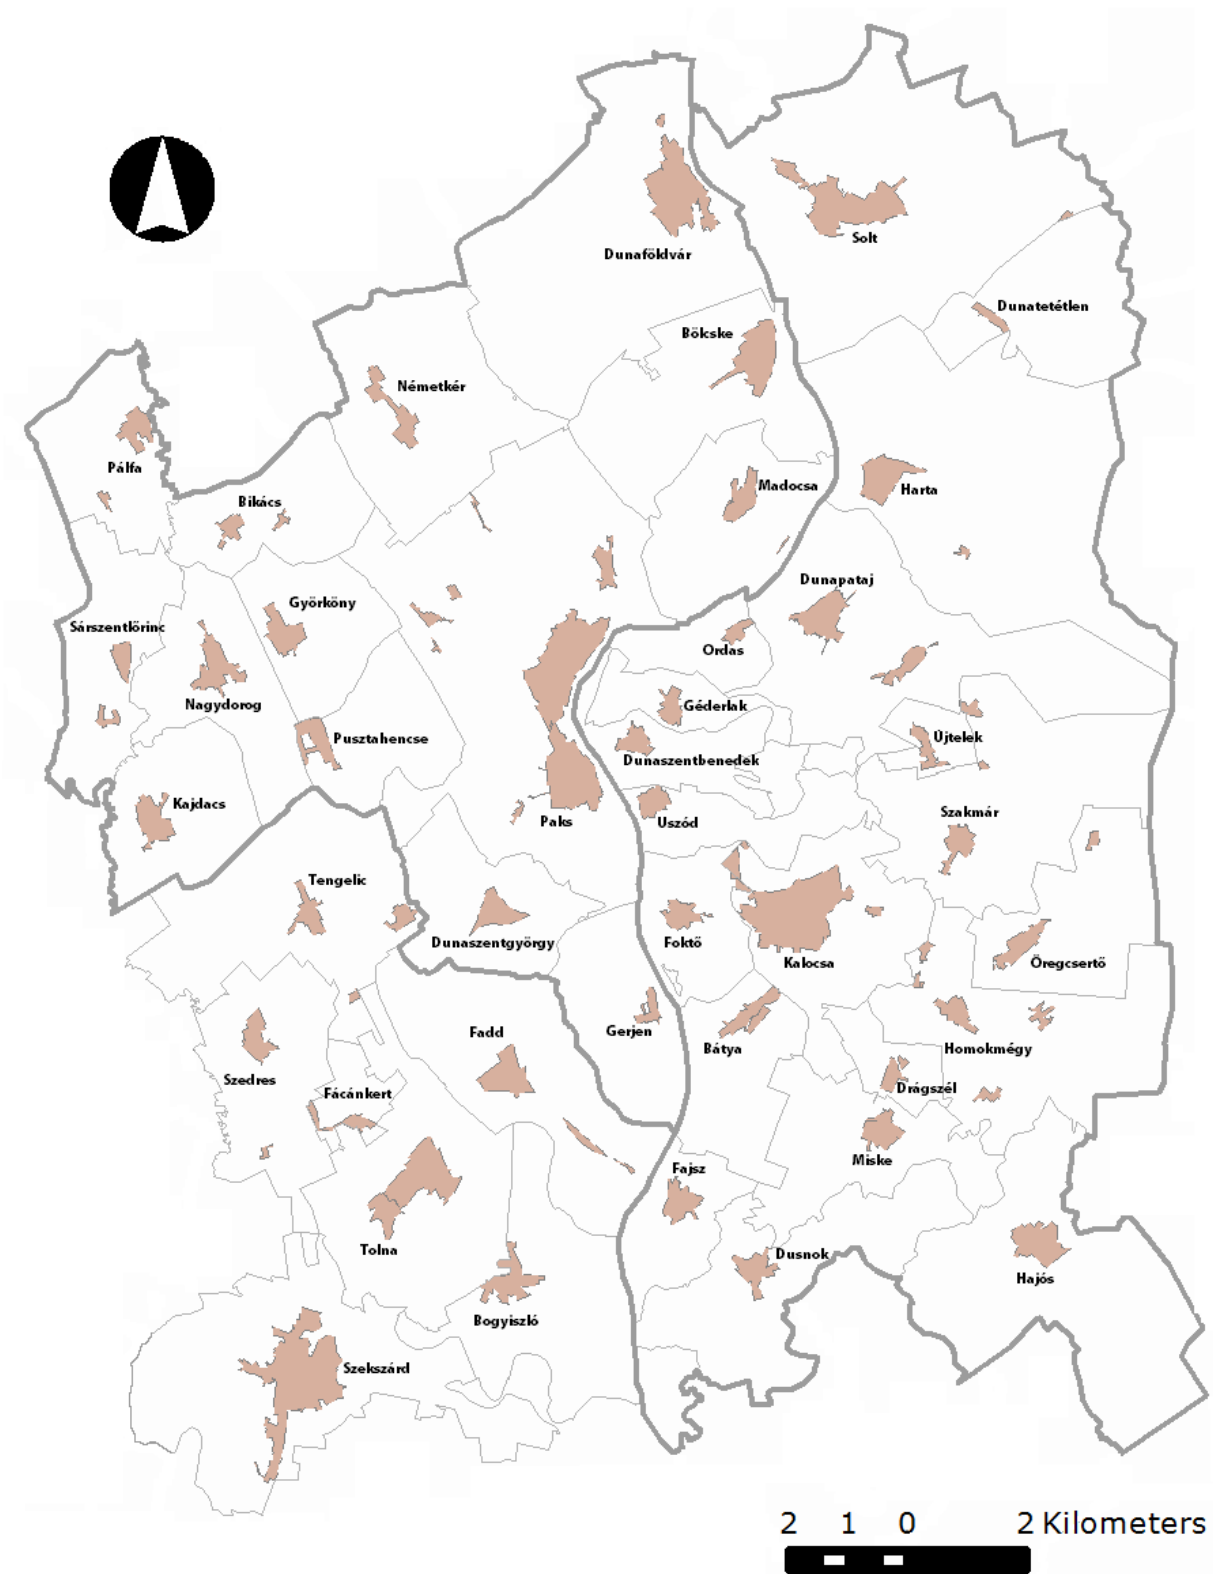 Solt
Dunaföldvár
Dunatetétlen
Bölcske
Németkér
Pálfa
Madocsa
Harta
Bikács
Dunapataj
Györköny
Sárszentlőrinc
Ordas
Nagydorog
Géderlak
Pusztahencse
Újtelek
Dunaszentbenedek
Kajdacs
Szakmár
Paks
Uszód
Tengelic
Dunaszentgyörgy
Foktő
Kalocsa
Öregcsertő
Fadd
Gerjen
Bátya
Homokmégy
Szedres
Drágszél
Fácánkert
Miske
Fajsz
Tolna
Dusnok
Hajós
Bogyiszló
Szekszárd
2 1 0 2 Kilometers